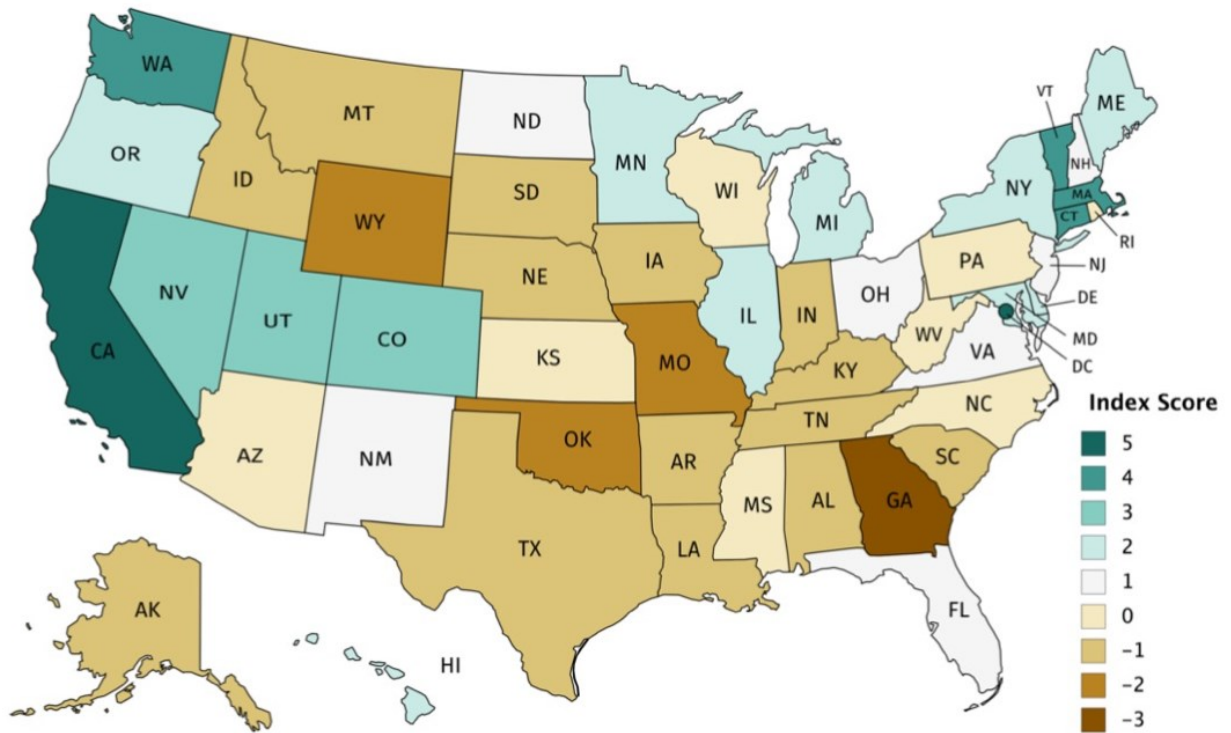 WA
VT
ME
MT
ND
OR
MN
NH
ID
SD
WI
NY
MA
WY
MI
CT
RI
IA
PA
NJ
NE
NV
OH
DE
UT
IL
IN
CO
WV
MD
CA
KS
MO
VA
DC
KY
Index Score
NC
TN
OK
5
AZ
NM
AR
SC
4
MS
AL
GA
3
TX
LA
2
1
AK
FL
0
HI
-1
-2
-3